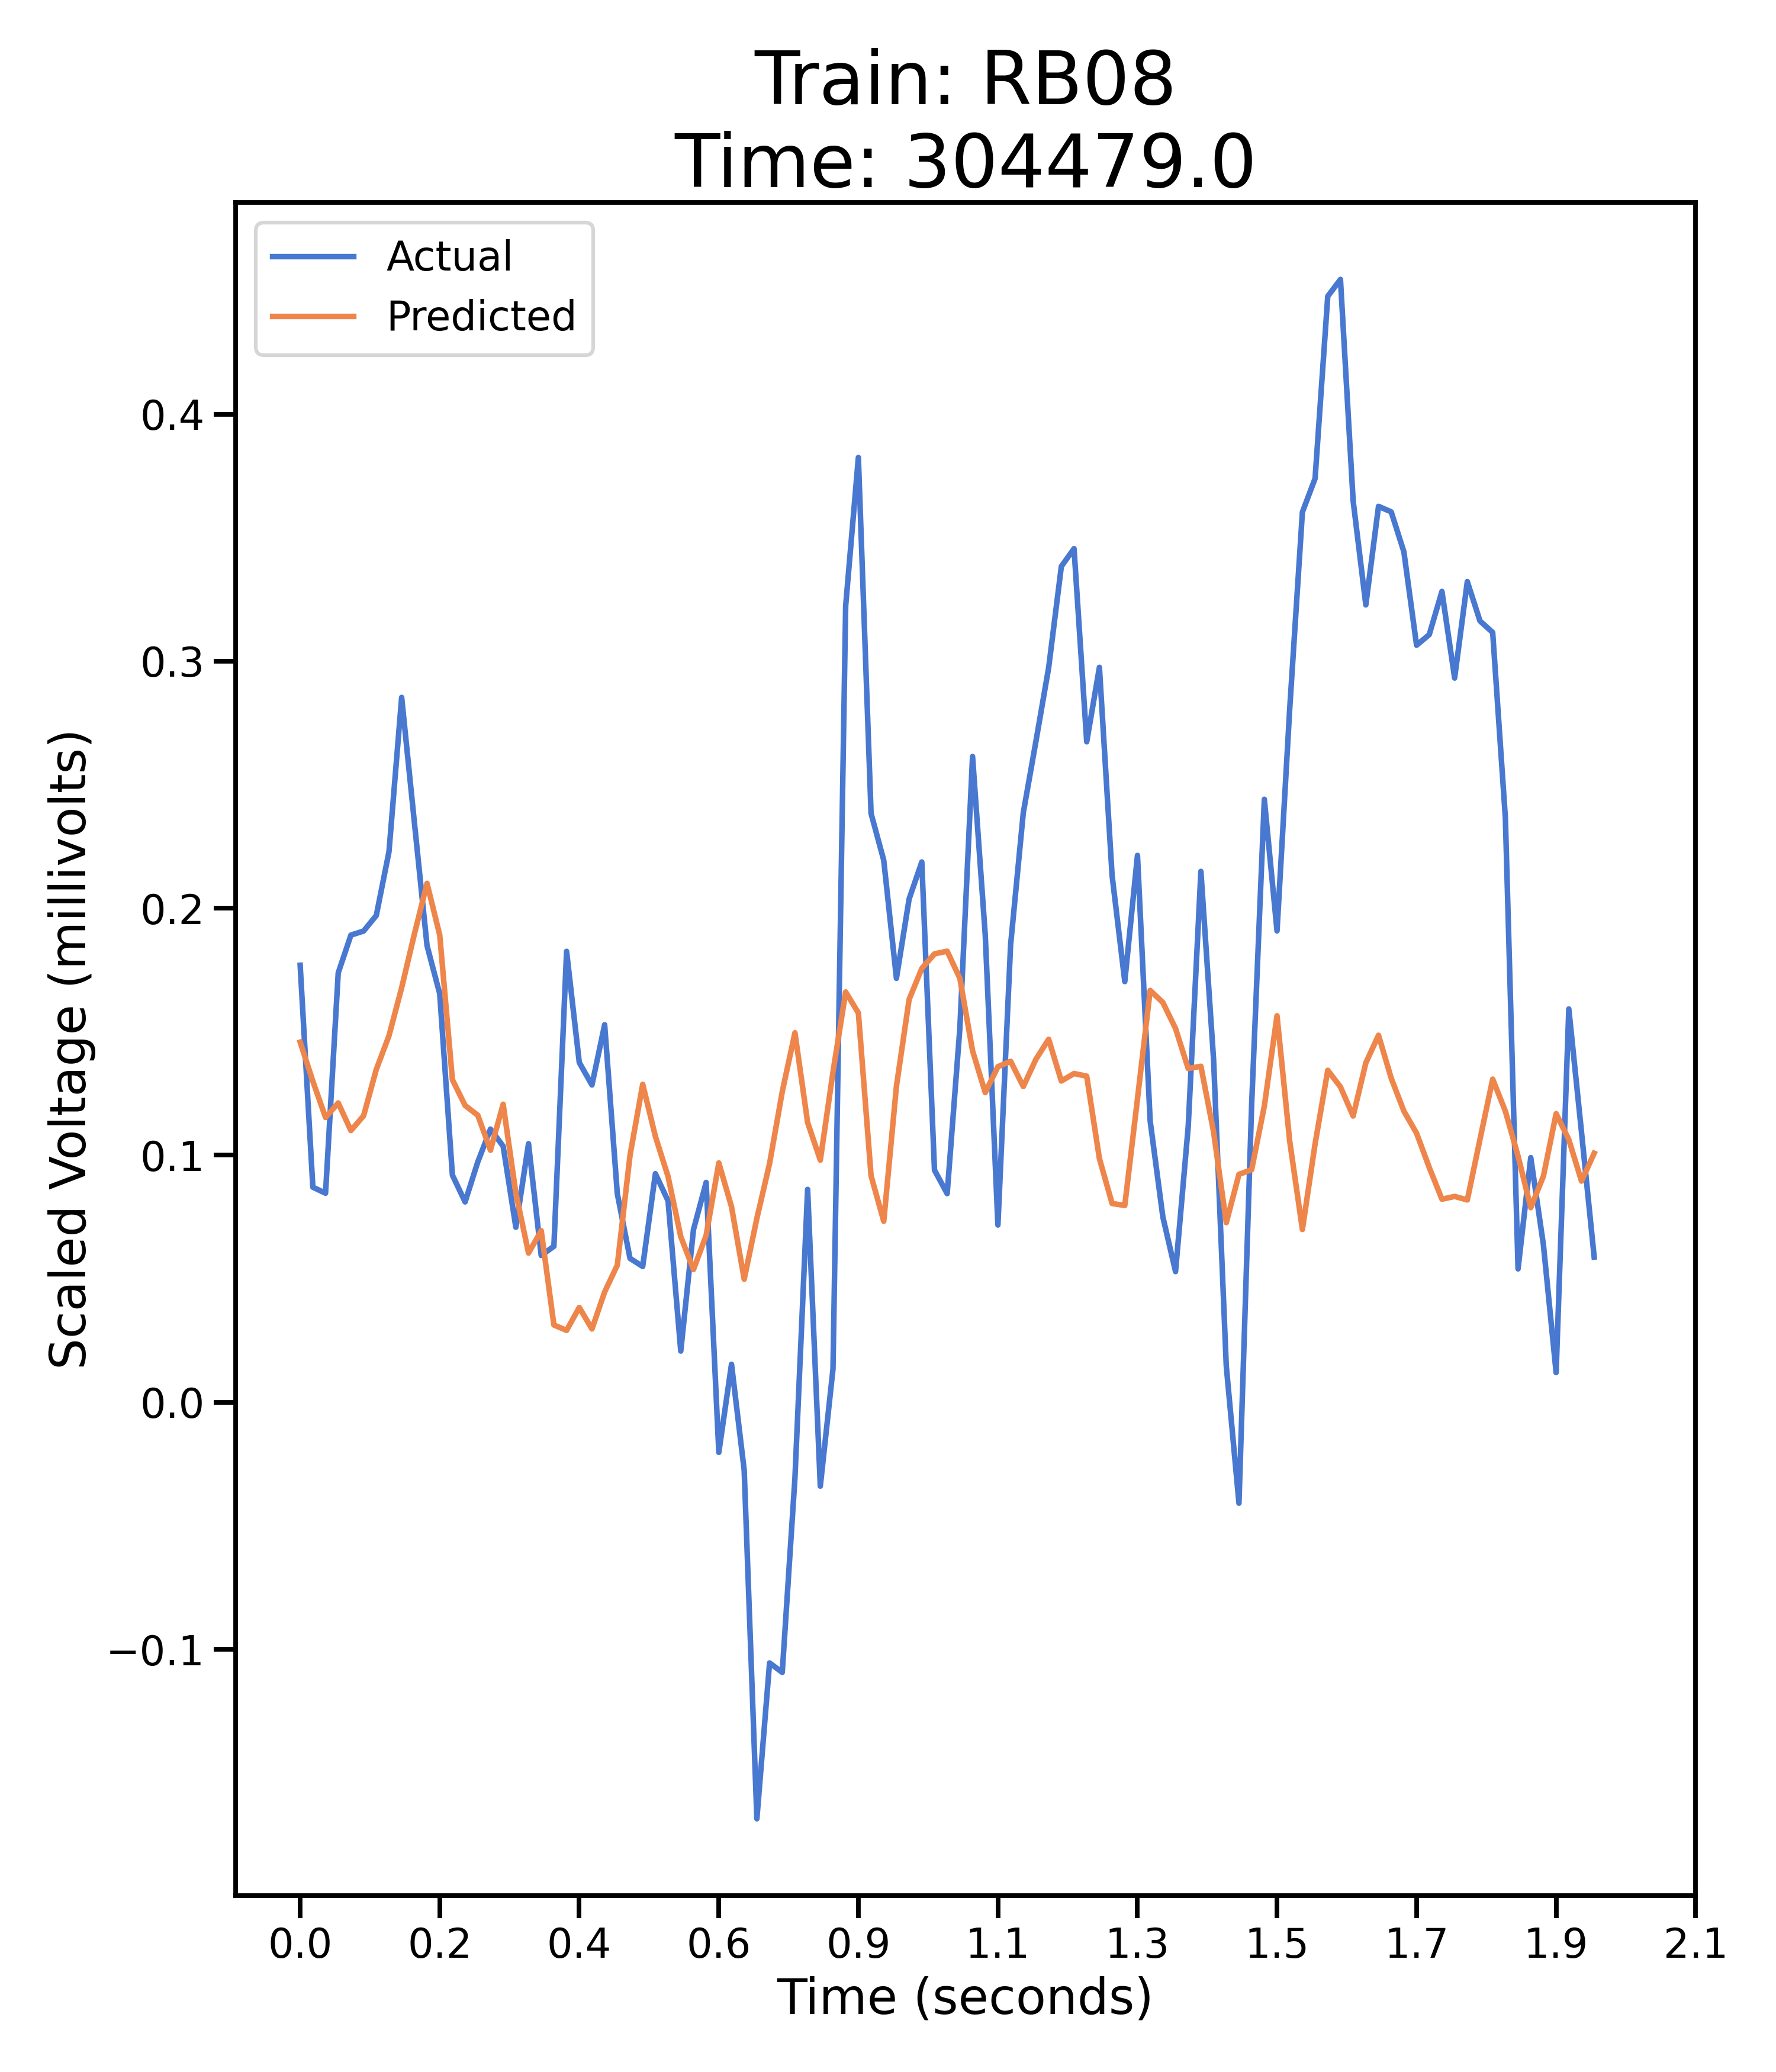 Train: RB08
Time: 304479.0
Actual
Predicted
0.4
0.3
0.2
0.1
0.0
−0.1
Scaled Voltage (millivolts)
0.0 0.2 0.4 0.6 0.9 1.1 1.3 1.5 1.7 1.9 2.1
Time (seconds)